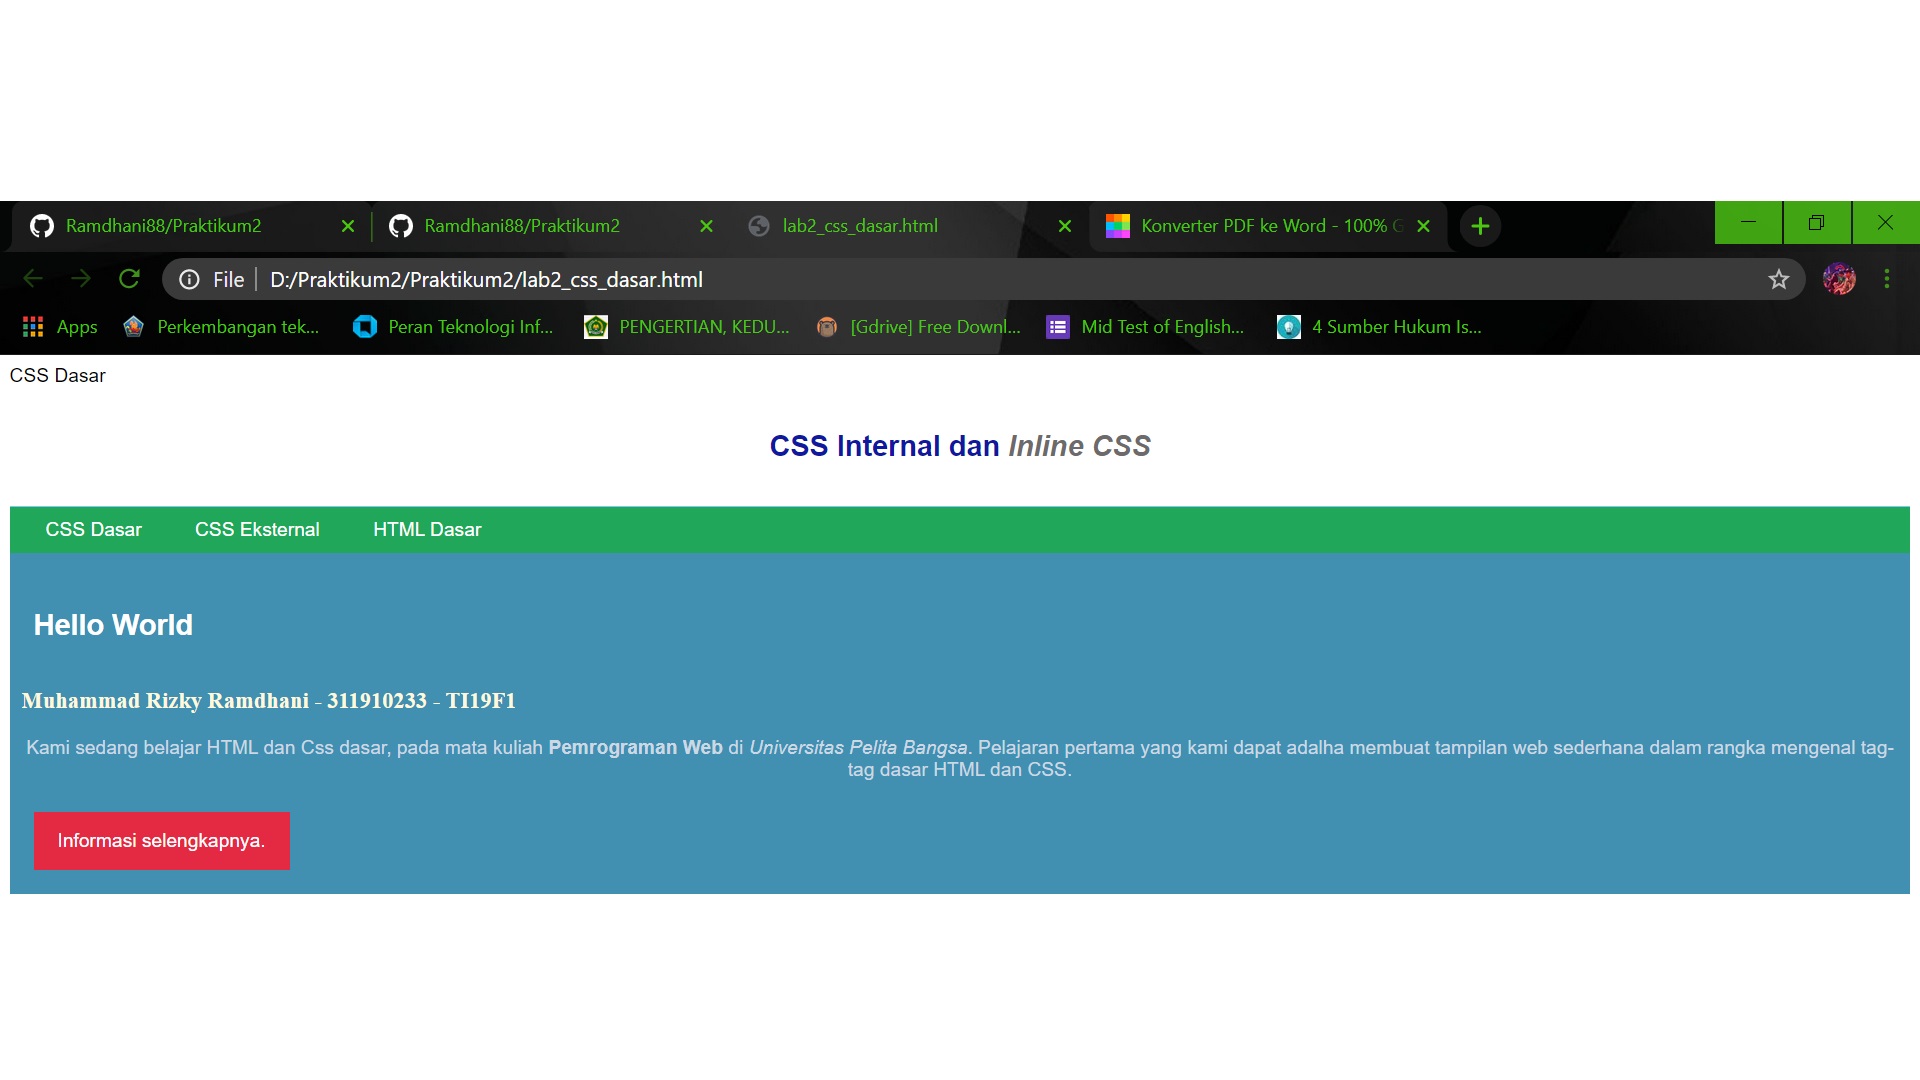 Ramdhani88/Praktikum2 Ramdhani88/Praktikum2 lab2_css_dasar.html Konverter PDF ke Word - 100% G
File D:/Praktikum2/Praktikum2/lab2_css_dasar.html
Apps Perkembangan tek... Peran Teknologi Inf... PENGERTIAN, KEDU... [Gdrive] Free Downl... Mid Test of English... 4 Sumber Hukum Is...
CSS Dasar
CSS Internal dan Inline CSS
CSS Dasar CSS Eksternal HTML Dasar
Hello World
Muhammad Rizky Ramdhani - 311910233 - TI19F1
Kami sedang belajar HTML dan Css dasar, pada mata kuliah Pemrograman Web di Universitas Pelita Bangsa. Pelajaran pertama yang kami dapat adalha membuat tampilan web sederhana dalam rangka mengenal tag-
tag dasar HTML dan CSS.
Informasi selengkapnya.